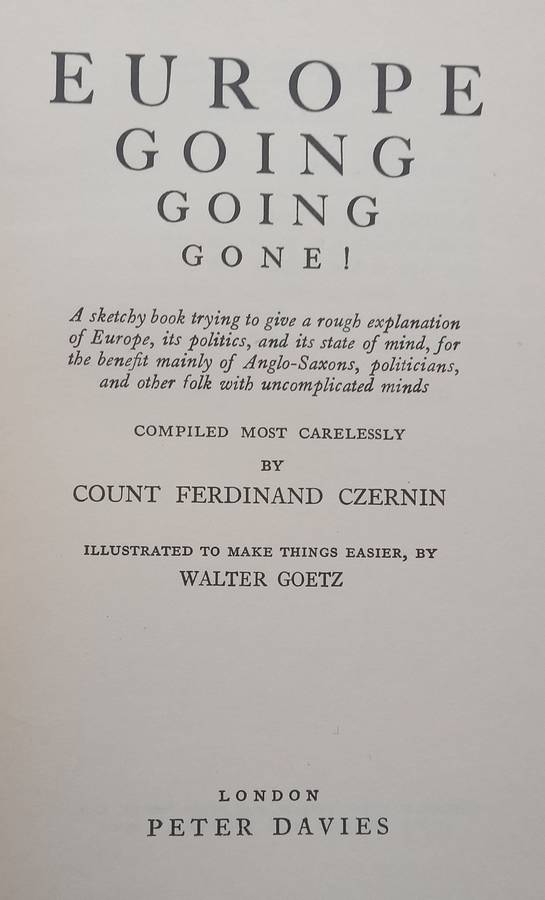 EUROPE
GOING
GOING
GONE!
A sketchy book trying to give a rough explanation
of Europe, its politics, and its state of mind, for
the benefit mainly of Anglo-Saxons, politicians,
and other folk with uncomplicated minds
COMPILED MOST CARELESSLY
BY
COUNT FERDINAND CZERNIN
ILLUSTRATED TO MAKE THINGS EASIER, BY
WALTER GOETZ
LONDON
PETER DAVIES